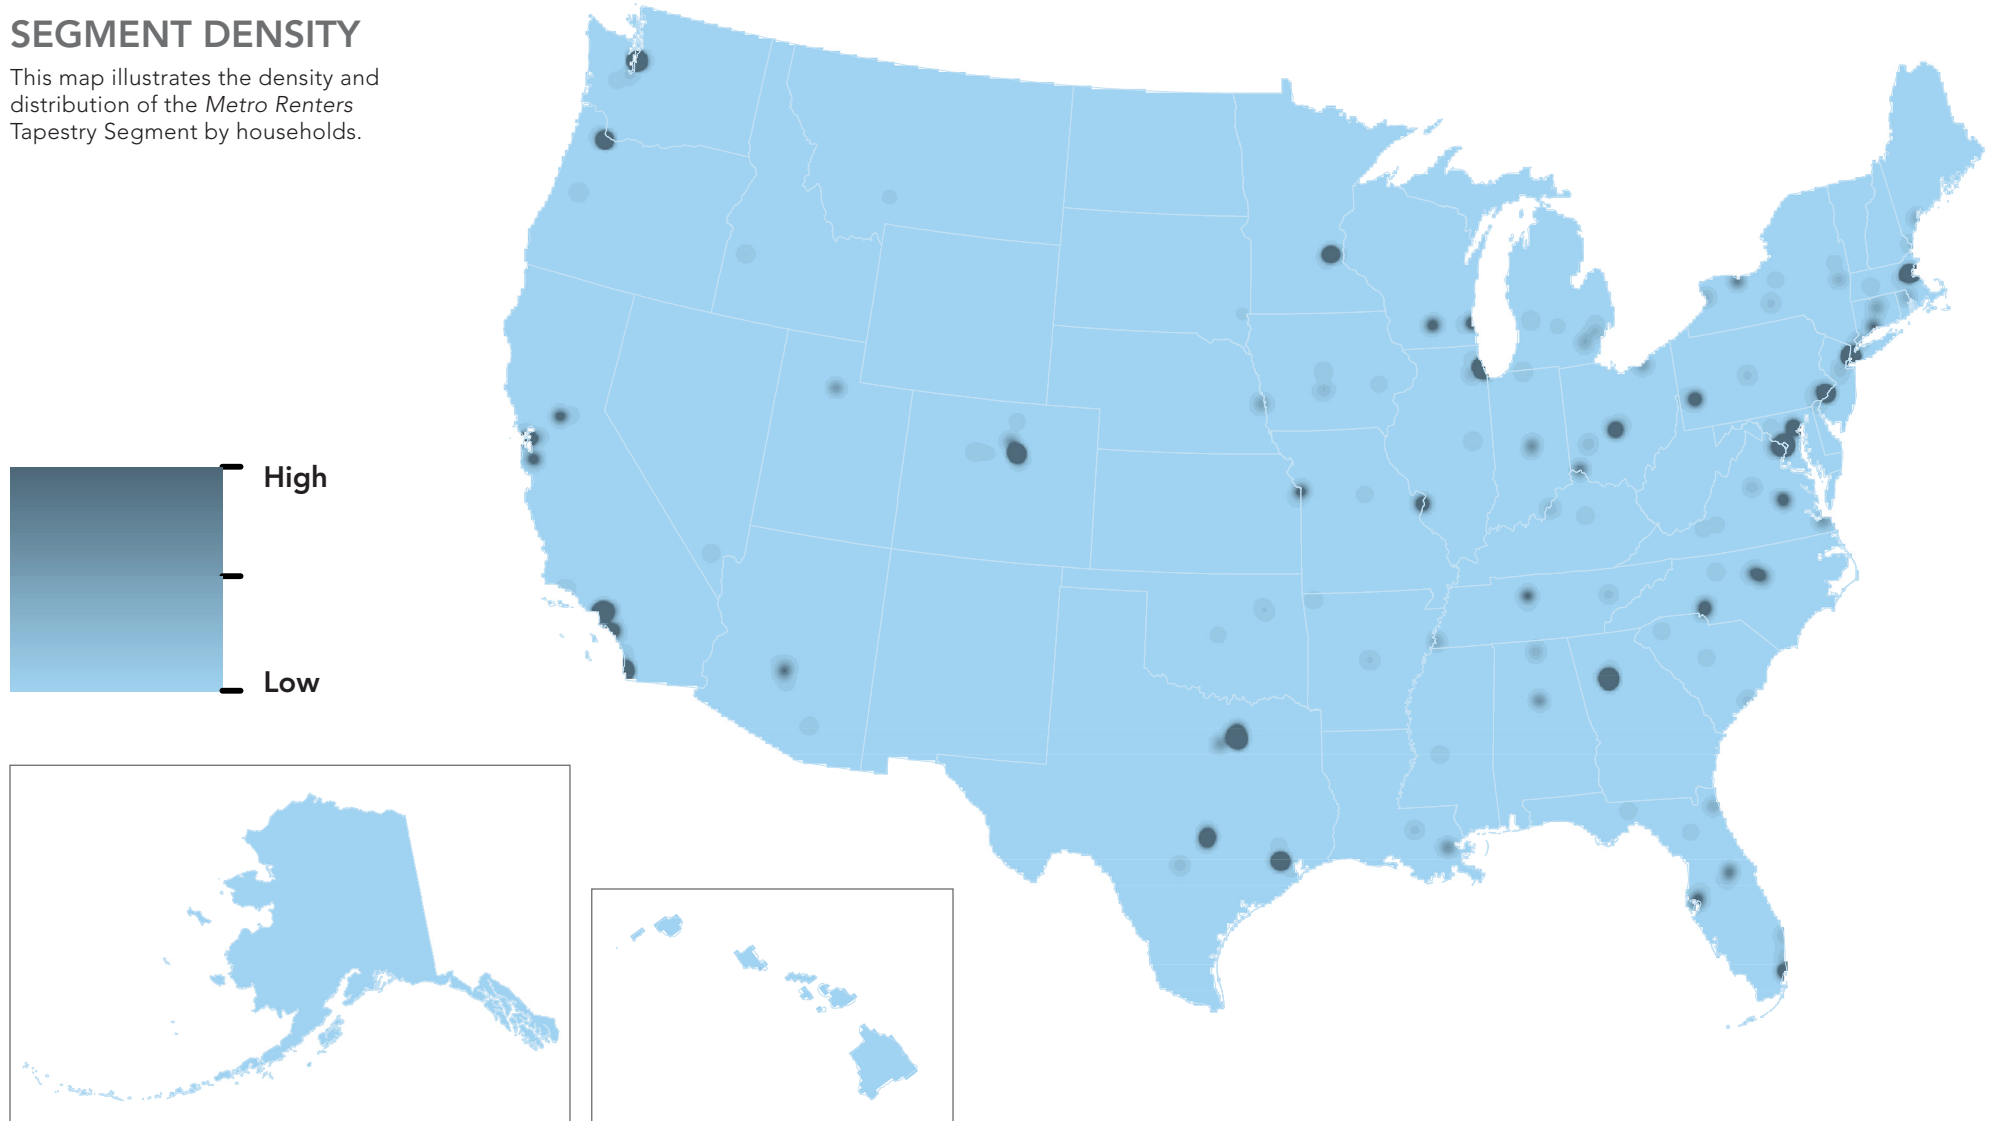 SEGMENT DENSITY
This map illustrates the density and
distribution of the Metro Renters
Tapestry Segment by households.
High
Low